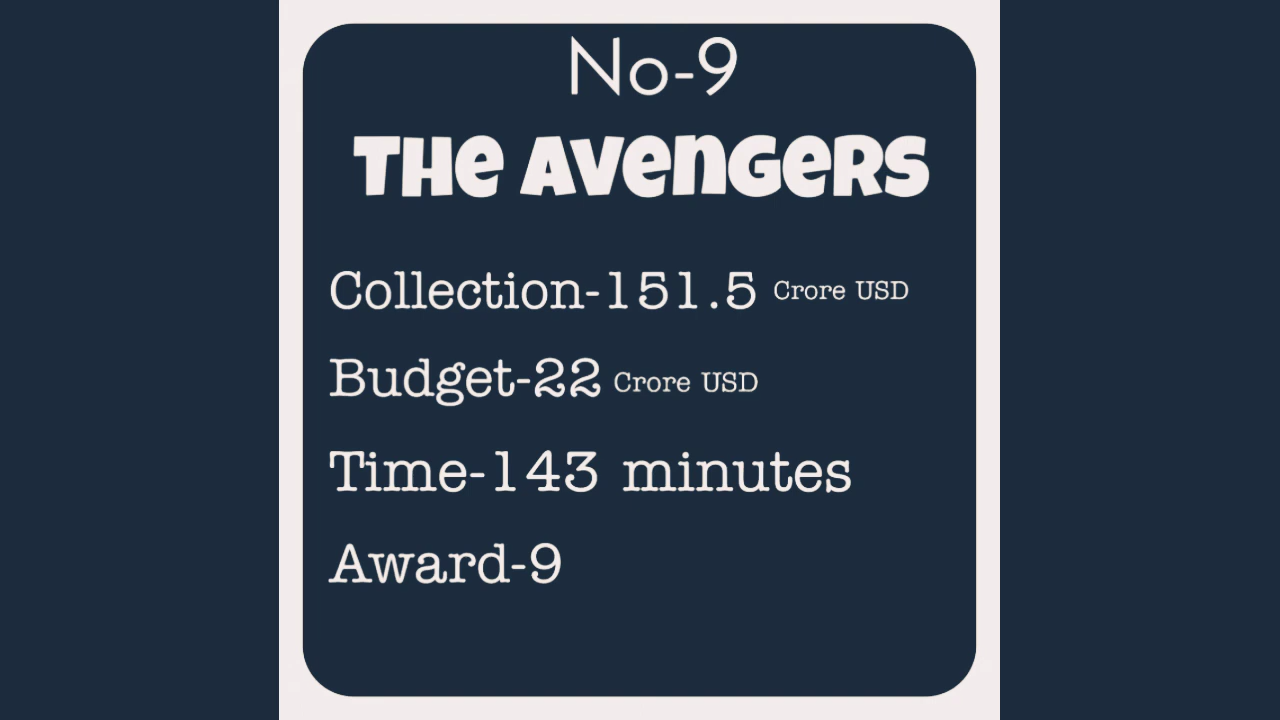 No-9
THE AVENGERS
Collection-151.5 Crore USD
Budget-22 Crore USD
Time-143 minutes
Award-9